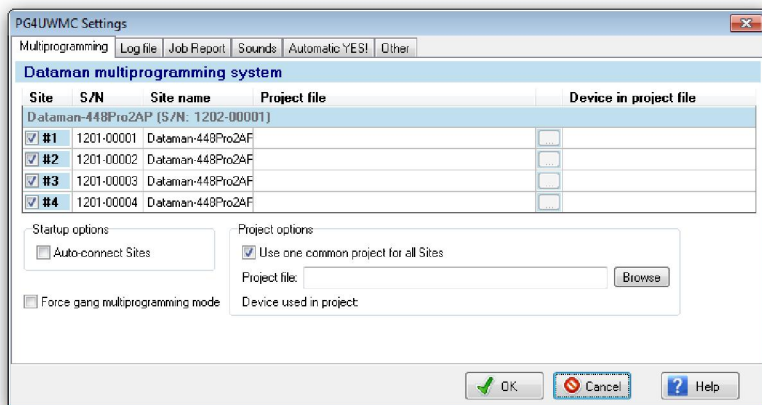 PG4UWMC Settings
Multiprogramming Log file Job Report Sounds Automatic YES! Other
Dataman multiprogramming system
Site S/N Site name Project file Device in project file
Dataman-448Pro2AP (S/N: 1202-00001)
#1 1201-00001 Dataman-448Pro2AP ...
#2 1201-00002 Dataman-448Pro2AP ...
#3 1201-00003 Dataman-448Pro2AP ...
#4 1201-00004 Dataman-448Pro2AP ...
Startup options Project options
Auto-connect Sites Use one common project for all Sites
Project file: Browse
Force gang multiprogramming mode Device used in project:
OK Cancel ? Help